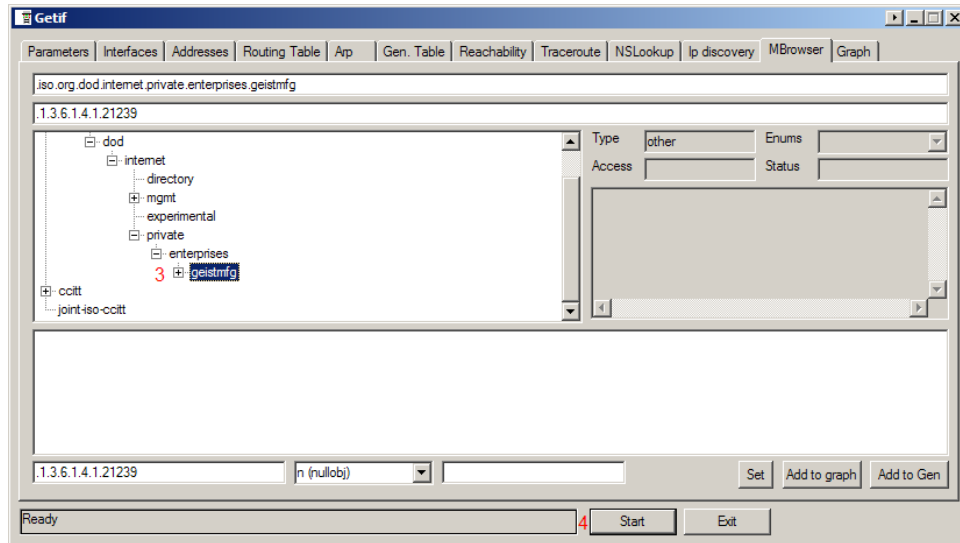 Getif
Parameters Interfaces Addresses Routing Table Arp Gen. Table Reachability Traceroute NSLookup Ip discovery MBrowser Graph
.iso.org.dod.internet.private.enterprises.geistmfg
.1.3.6.1.4.1.21239
dod
internet
directory
mgmt
experimental
private
enterprises
3 geistmfg
ccitt
joint-iso-ccitt
Type other Enums
Access Status
.1.3.6.1.4.1.21239 n (nullobj) Set Add to graph Add to Gen
Ready 4 Start Exit